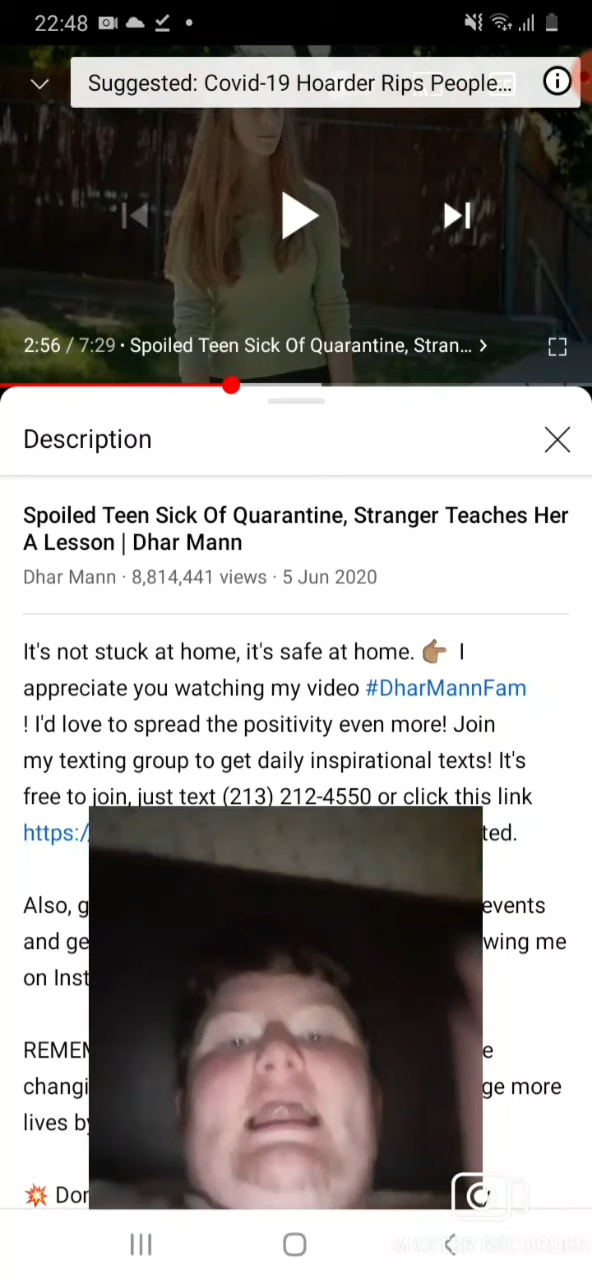 22:48
Suggested: Covid-19 Hoarder Rips People...
2:56 / 7:29 · Spoiled Teen Sick Of Quarantine, Stran... >
Description
Spoiled Teen Sick Of Quarantine, Stranger Teaches Her
A Lesson | Dhar Mann
Dhar Mann · 8,814,441 views · 5 Jun 2020
It's not stuck at home, it's safe at home. 👉🏽 I
appreciate you watching my video #DharMannFam
! I'd love to spread the positivity even more! Join
my texting group to get daily inspirational texts! It's
free to join, just text (213) 212-4550 or click this link
https:/ ted.
Also, g events
and ge wing me
on Inst
REMEM e
changi ge more
lives by
💥 Don
MASTER RECORDER